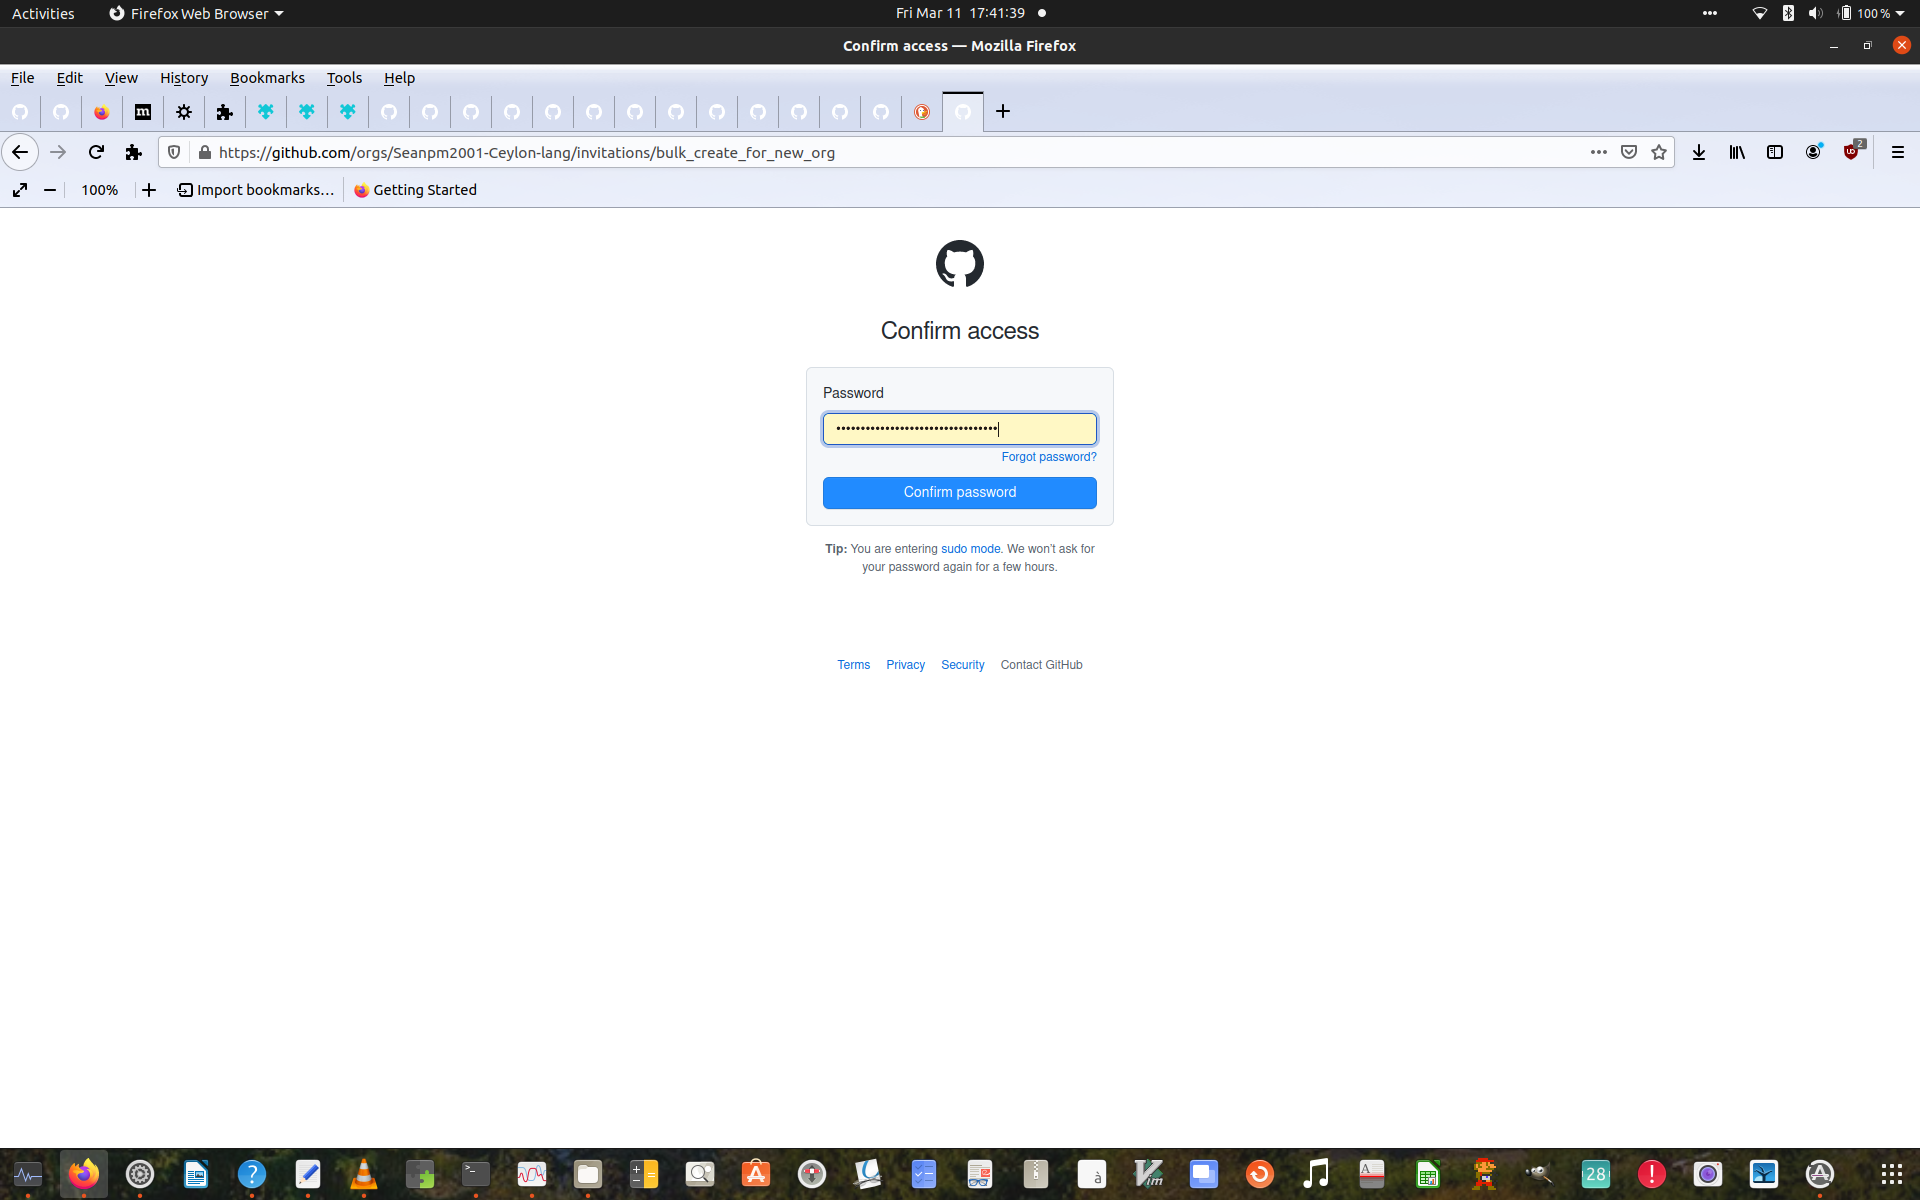 Activities
Firefox Web Browser
Fri Mar 11 17:41:39
100 %
Confirm access — Mozilla Firefox
File Edit View History Bookmarks Tools Help
https://github.com/orgs/Seanpm2001-Ceylon-lang/invitations/bulk_create_for_new_org
2
100%
Import bookmarks...
Getting Started
Confirm access
Password
Forgot password?
Confirm password
Tip: You are entering sudo mode. We won't ask for
your password again for a few hours.
Terms Privacy Security Contact GitHub
28